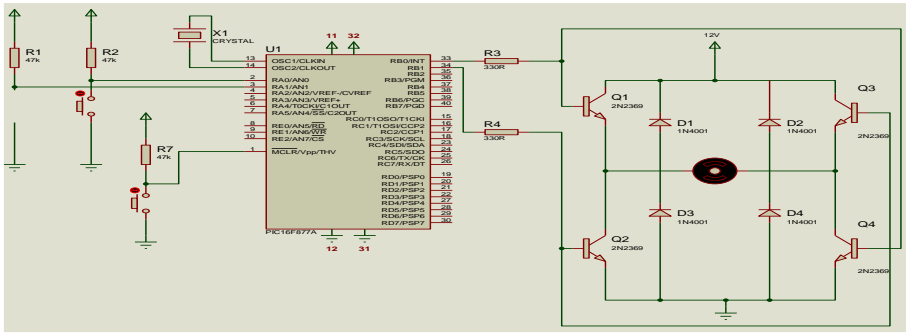 R1
47k
R2
47k
X1
CRYSTAL
U1
11 32
13 OSC1/CLKIN
14 OSC2/CLKOUT
2 RA0/AN0
3 RA1/AN1
4 RA2/AN2/VREF-/CVREF
5 RA3/AN3/VREF+
6 RA4/T0CKI/C1OUT
7 RA5/AN4/SS/C2OUT
8 RE0/AN5/RD
9 RE1/AN6/WR
10 RE2/AN7/CS
1 MCLR/Vpp/THV
RB0/INT 33
RB1 34
RB2 35
RB3/PGM 36
RB4 37
RB5 38
RB6/PGC 39
RB7/PGD 40
RC0/T1OSO/T1CKI 15
RC1/T1OSI/CCP2 16
RC2/CCP1 17
RC3/SCK/SCL 18
RC4/SDI/SDA 23
RC5/SDO 24
RC6/TX/CK 25
RC7/RX/DT 26
RD0/PSP0 19
RD1/PSP1 20
RD2/PSP2 21
RD3/PSP3 22
RD4/PSP4 27
RD5/PSP5 28
RD6/PSP6 29
RD7/PSP7 30
PIC16F877A
12 31
R7
47k
R3
330R
R4
330R
12V
Q1
2N2369
D1
1N4001
D2
1N4001
Q3
2N2369
D3
1N4001
D4
1N4001
Q2
2N2369
Q4
2N2369